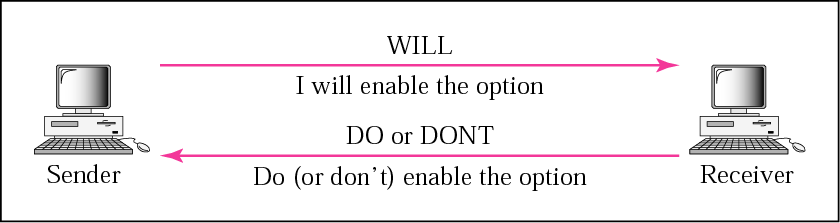 WILL
I will enable the option
DO or DONT
Do (or don't) enable the option
Sender
Receiver